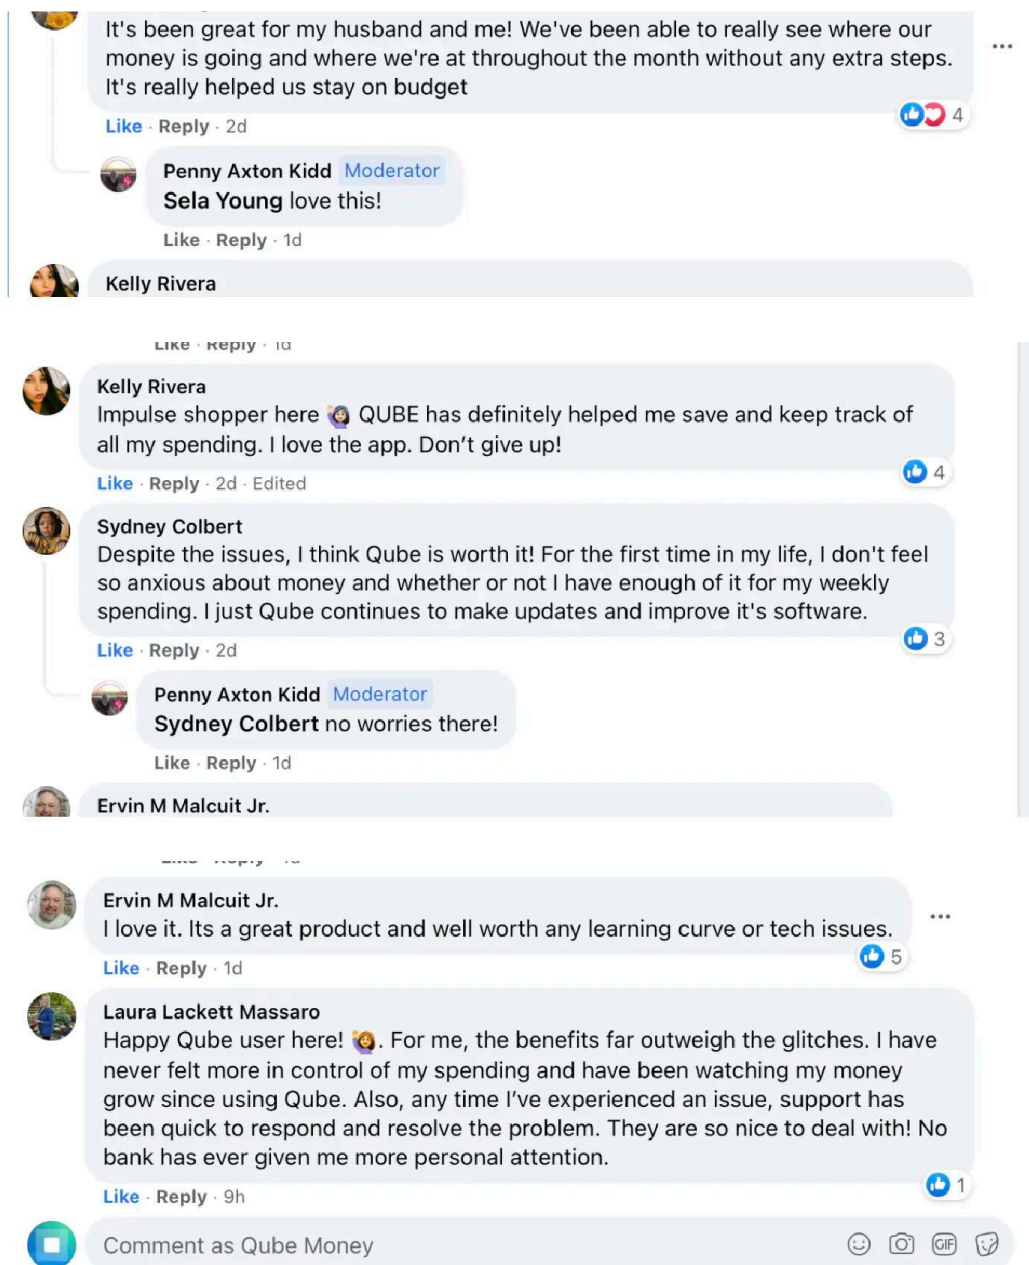 It's been great for my husband and me! We've been able to really see where our
money is going and where we're at throughout the month without any extra steps.
It's really helped us stay on budget
4
Like · Reply · 2d
Penny Axton Kidd Moderator
Sela Young love this!
Like · Reply · 1d
Kelly Rivera
Like · Reply · 1d
Kelly Rivera
Impulse shopper here 🙋🏻‍♀️ QUBE has definitely helped me save and keep track of
all my spending. I love the app. Don’t give up!
4
Like · Reply · 2d · Edited
Sydney Colbert
Despite the issues, I think Qube is worth it! For the first time in my life, I don't feel
so anxious about money and whether or not I have enough of it for my weekly
spending. I just Qube continues to make updates and improve it's software.
3
Like · Reply · 2d
Penny Axton Kidd Moderator
Sydney Colbert no worries there!
Like · Reply · 1d
Ervin M Malcuit Jr.
Like · Reply · 1d
Ervin M Malcuit Jr.
I love it. Its a great product and well worth any learning curve or tech issues.
5
Like · Reply · 1d
Laura Lackett Massaro
Happy Qube user here! 🙋‍♀️. For me, the benefits far outweigh the glitches. I have
never felt more in control of my spending and have been watching my money
grow since using Qube. Also, any time I’ve experienced an issue, support has
been quick to respond and resolve the problem. They are so nice to deal with! No
bank has ever given me more personal attention.
1
Like · Reply · 9h
Comment as Qube Money
GIF